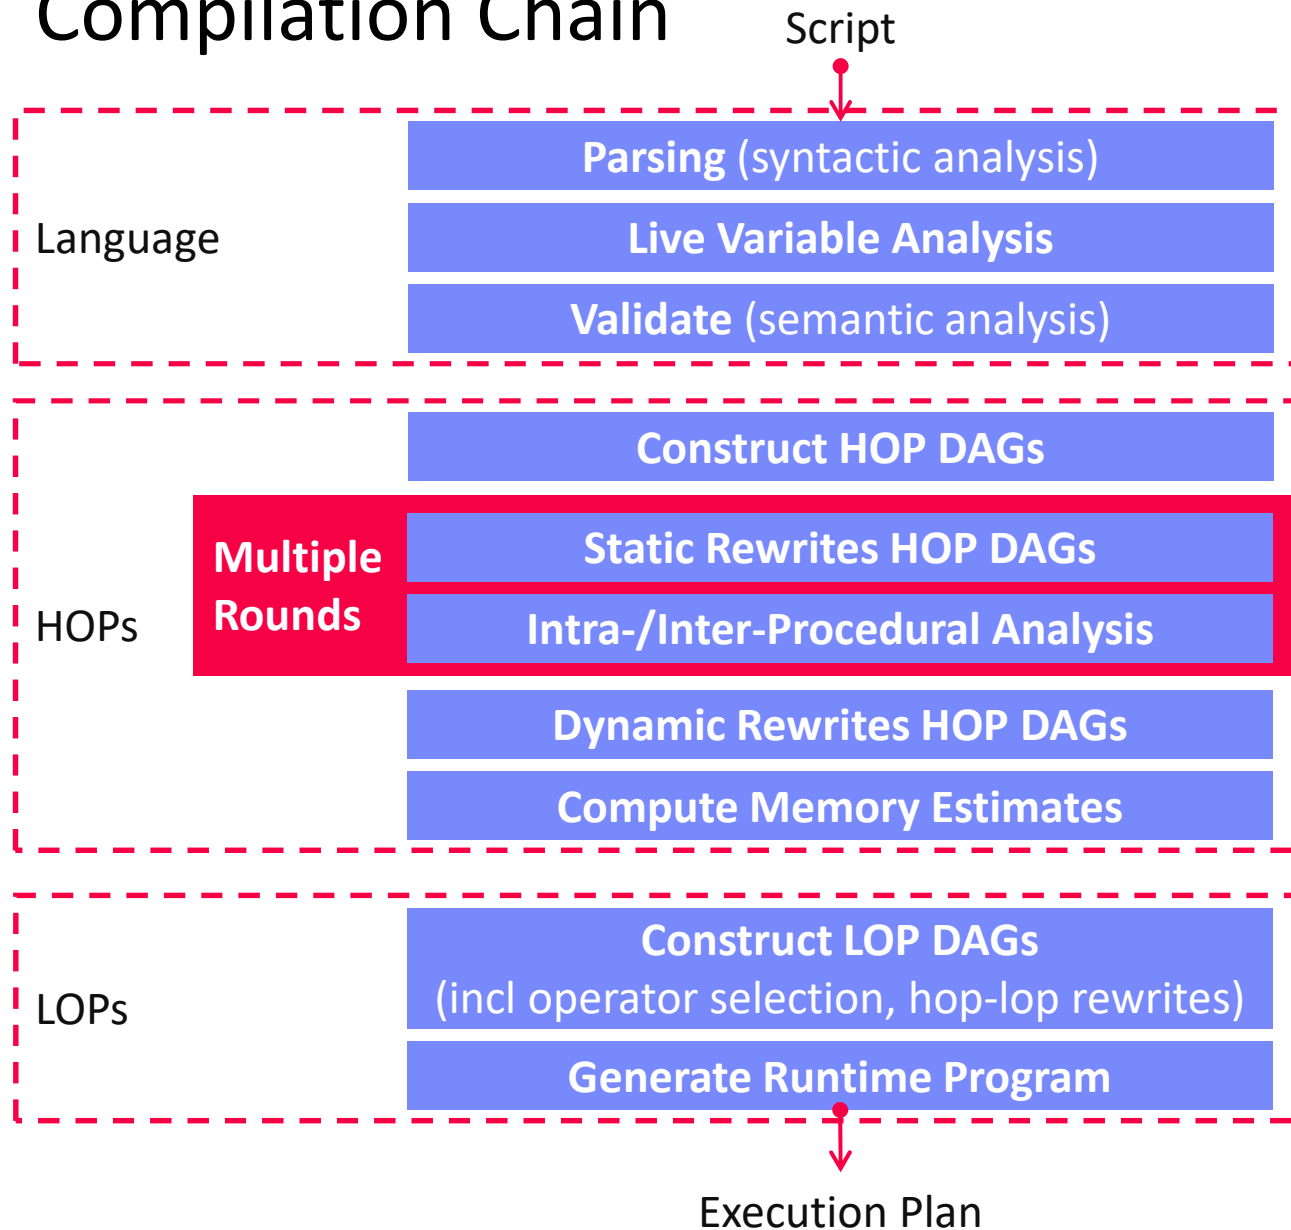 Compilation Chain
Script
Parsing (syntactic analysis)
Language
Live Variable Analysis
Validate (semantic analysis)
Construct HOP DAGs
HOPs
Multiple
Rounds
Static Rewrites HOP DAGs
Intra-/Inter-Procedural Analysis
Dynamic Rewrites HOP DAGs
Compute Memory Estimates
LOPs
Construct LOP DAGs
(incl operator selection, hop-lop rewrites)
Generate Runtime Program
Execution Plan